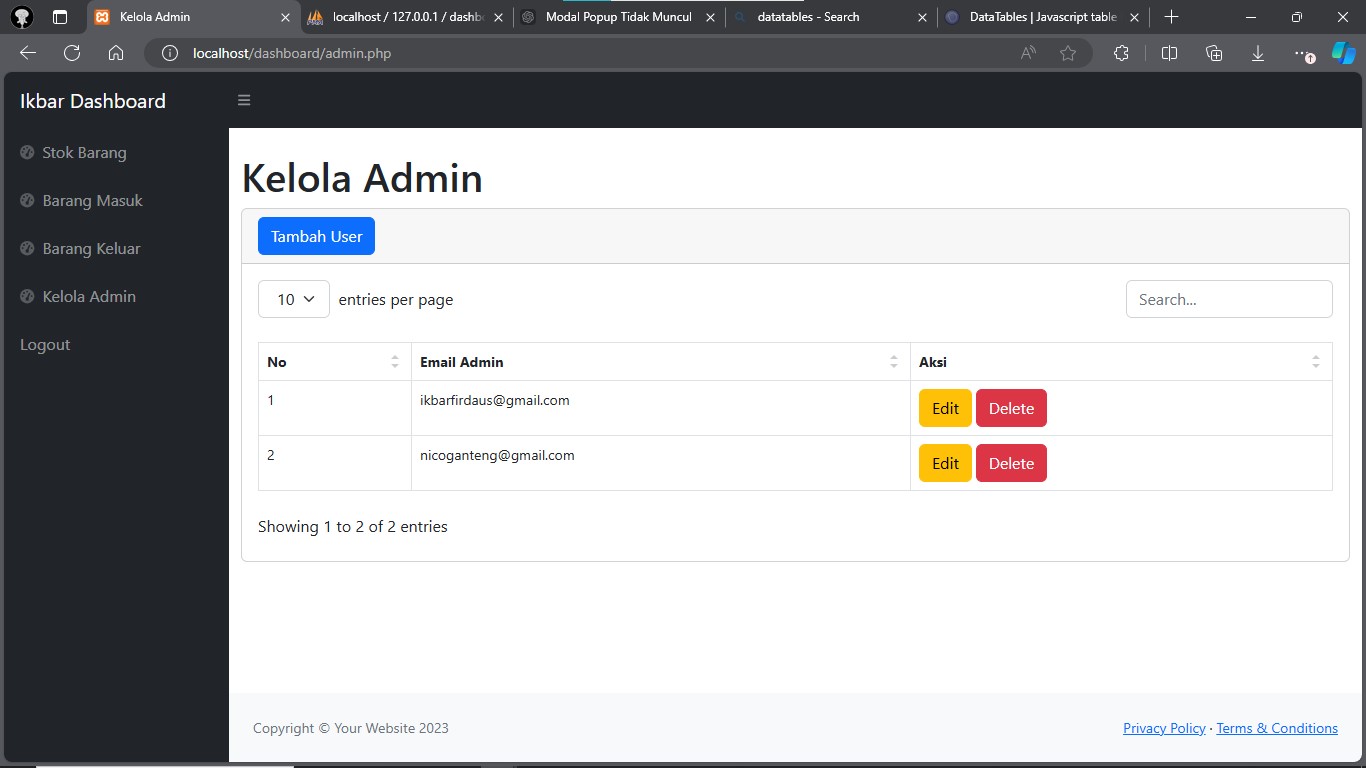 Kelola Admin
localhost / 127.0.0.1 / dashb
Modal Popup Tidak Muncul
datatables - Search
DataTables | Javascript table
localhost/dashboard/admin.php
Ikbar Dashboard
Stok Barang
Barang Masuk
Barang Keluar
Kelola Admin
Logout
Kelola Admin
Tambah User
10 entries per page
Search...
No Email Admin Aksi
1 ikbarfirdaus@gmail.com Edit Delete
2 nicoganteng@gmail.com Edit Delete
Showing 1 to 2 of 2 entries
Copyright © Your Website 2023
Privacy Policy · Terms & Conditions